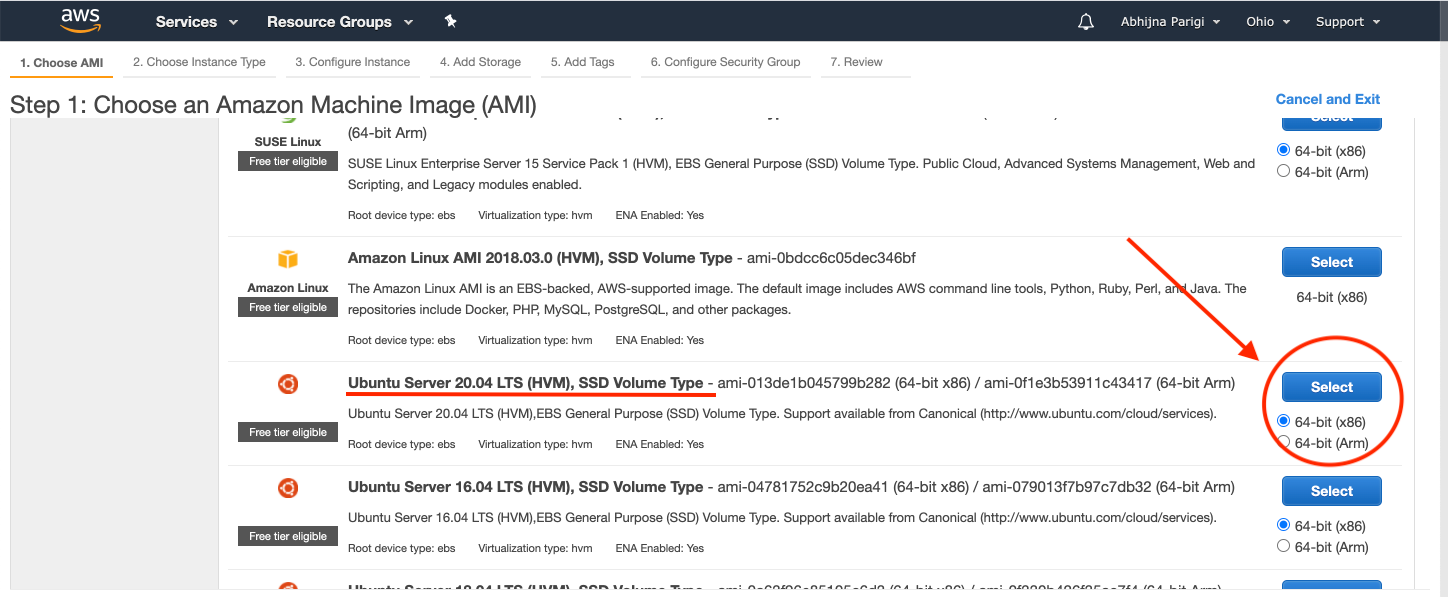 aws Services Resource Groups Abhijna Parigi Ohio Support
1. Choose AMI 2. Choose Instance Type 3. Configure Instance 4. Add Storage 5. Add Tags 6. Configure Security Group 7. Review
Step 1: Choose an Amazon Machine Image (AMI)
Cancel and Exit
Select
SUSE Linux
Free tier eligible
(64-bit Arm)
SUSE Linux Enterprise Server 15 Service Pack 1 (HVM), EBS General Purpose (SSD) Volume Type. Public Cloud, Advanced Systems Management, Web and
Scripting, and Legacy modules enabled.
Root device type: ebs Virtualization type: hvm ENA Enabled: Yes
64-bit (x86)
64-bit (Arm)
Amazon Linux
Free tier eligible
Amazon Linux AMI 2018.03.0 (HVM), SSD Volume Type - ami-0bdcc6c05dec346bf
The Amazon Linux AMI is an EBS-backed, AWS-supported image. The default image includes AWS command line tools, Python, Ruby, Perl, and Java. The
repositories include Docker, PHP, MySQL, PostgreSQL, and other packages.
Root device type: ebs Virtualization type: hvm ENA Enabled: Yes
Select
64-bit (x86)
Free tier eligible
Ubuntu Server 20.04 LTS (HVM), SSD Volume Type - ami-013de1b045799b282 (64-bit x86) / ami-0f1e3b53911c43417 (64-bit Arm)
Ubuntu Server 20.04 LTS (HVM),EBS General Purpose (SSD) Volume Type. Support available from Canonical (http://www.ubuntu.com/cloud/services).
Root device type: ebs Virtualization type: hvm ENA Enabled: Yes
Select
64-bit (x86)
64-bit (Arm)
Free tier eligible
Ubuntu Server 16.04 LTS (HVM), SSD Volume Type - ami-04781752c9b20ea41 (64-bit x86) / ami-079013f7b97c7db32 (64-bit Arm)
Ubuntu Server 16.04 LTS (HVM),EBS General Purpose (SSD) Volume Type. Support available from Canonical (http://www.ubuntu.com/cloud/services).
Root device type: ebs Virtualization type: hvm ENA Enabled: Yes
Select
64-bit (x86)
64-bit (Arm)
Ubuntu Server 18.04 LTS (HVM), SSD Volume Type